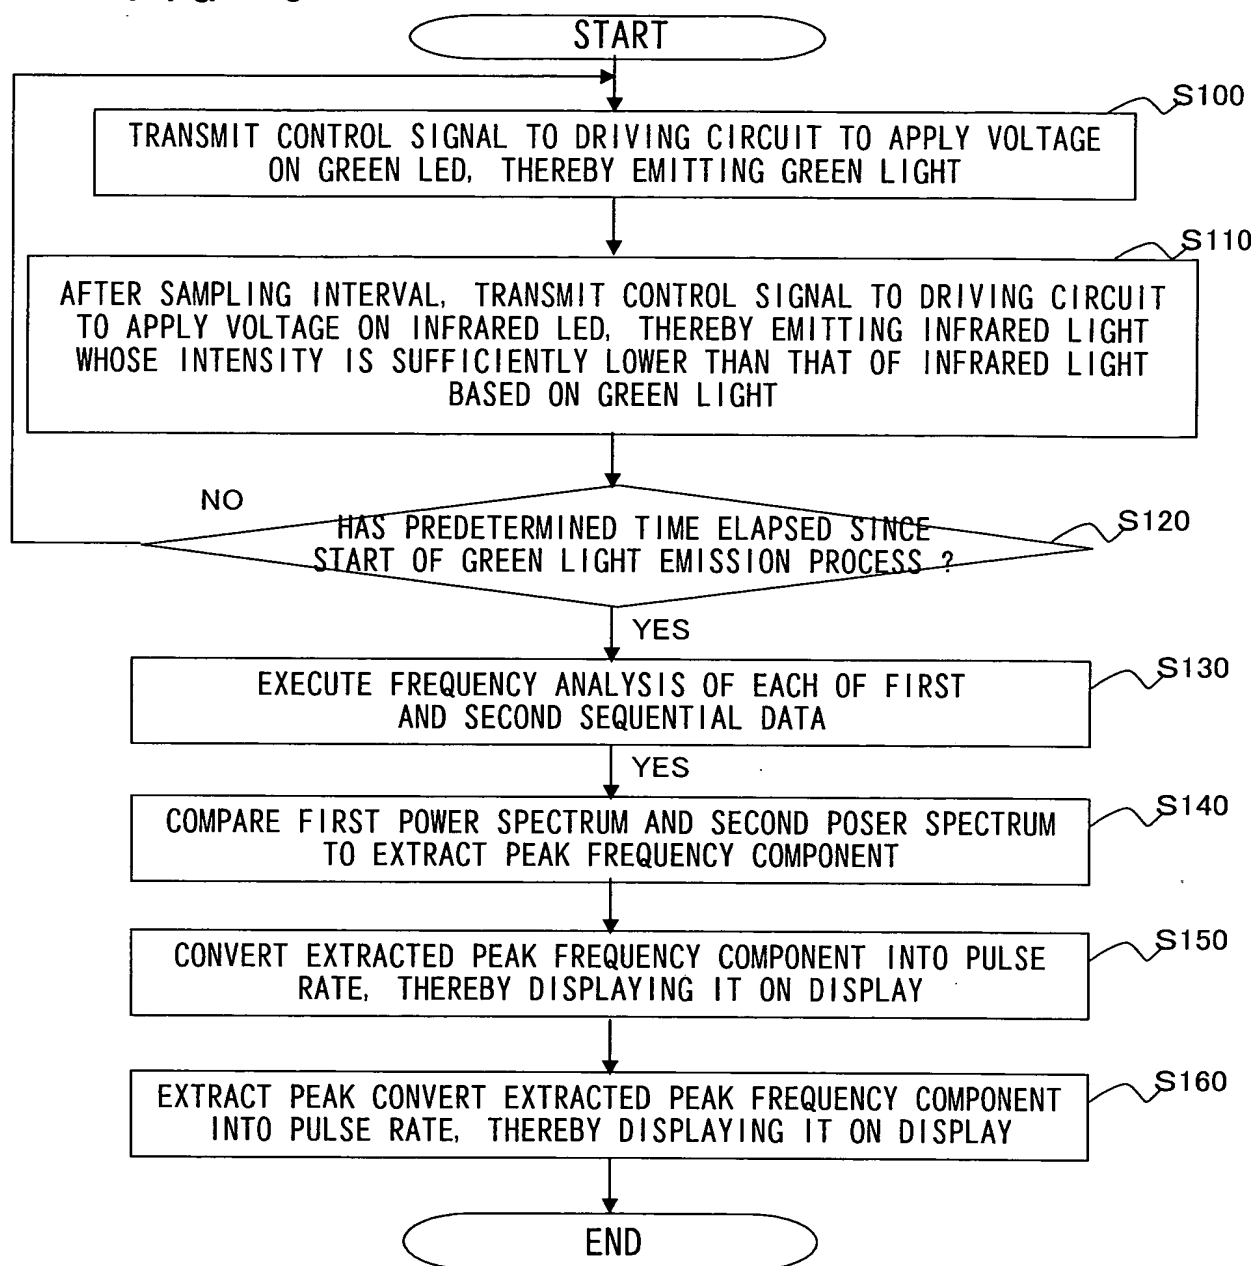 START
S100
TRANSMIT CONTROL SIGNAL TO DRIVING CIRCUIT TO APPLY VOLTAGE
ON GREEN LED, THEREBY EMITTING GREEN LIGHT
S110
AFTER SAMPLING INTERVAL, TRANSMIT CONTROL SIGNAL TO DRIVING CIRCUIT
TO APPLY VOLTAGE ON INFRARED LED, THEREBY EMITTING INFRARED LIGHT
WHOSE INTENSITY IS SUFFICIENTLY LOWER THAN THAT OF INFRARED LIGHT
BASED ON GREEN LIGHT
NO
S120
HAS PREDETERMINED TIME ELAPSED SINCE
START OF GREEN LIGHT EMISSION PROCESS ?
YES
S130
EXECUTE FREQUENCY ANALYSIS OF EACH OF FIRST
AND SECOND SEQUENTIAL DATA
YES
S140
COMPARE FIRST POWER SPECTRUM AND SECOND POSER SPECTRUM
TO EXTRACT PEAK FREQUENCY COMPONENT
S150
CONVERT EXTRACTED PEAK FREQUENCY COMPONENT INTO PULSE
RATE, THEREBY DISPLAYING IT ON DISPLAY
S160
EXTRACT PEAK CONVERT EXTRACTED PEAK FREQUENCY COMPONENT
INTO PULSE RATE, THEREBY DISPLAYING IT ON DISPLAY
END